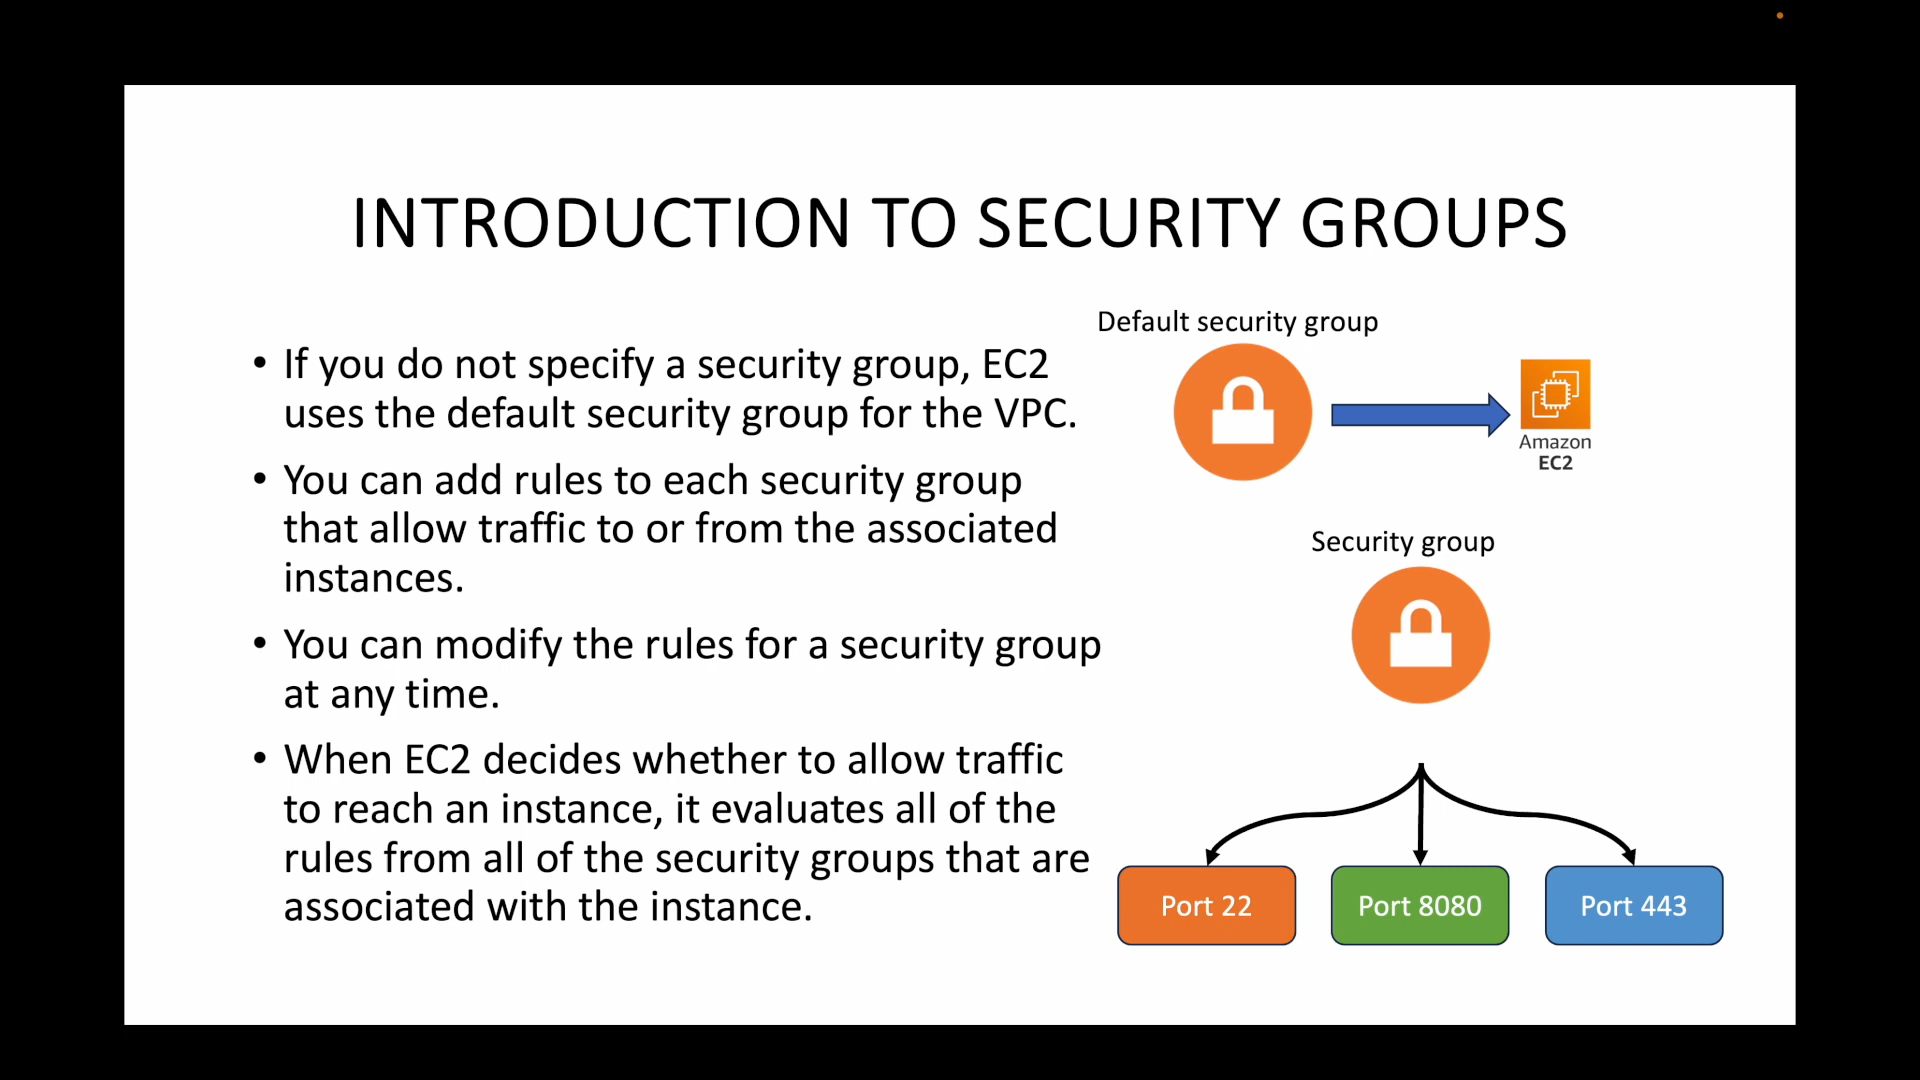 INTRODUCTION TO SECURITY GROUPS
• If you do not specify a security group, EC2
uses the default security group for the VPC.
• You can add rules to each security group
that allow traffic to or from the associated
instances.
• You can modify the rules for a security group
at any time.
• When EC2 decides whether to allow traffic
to reach an instance, it evaluates all of the
rules from all of the security groups that are
associated with the instance.
Default security group
Amazon
EC2
Security group
Port 22
Port 8080
Port 443